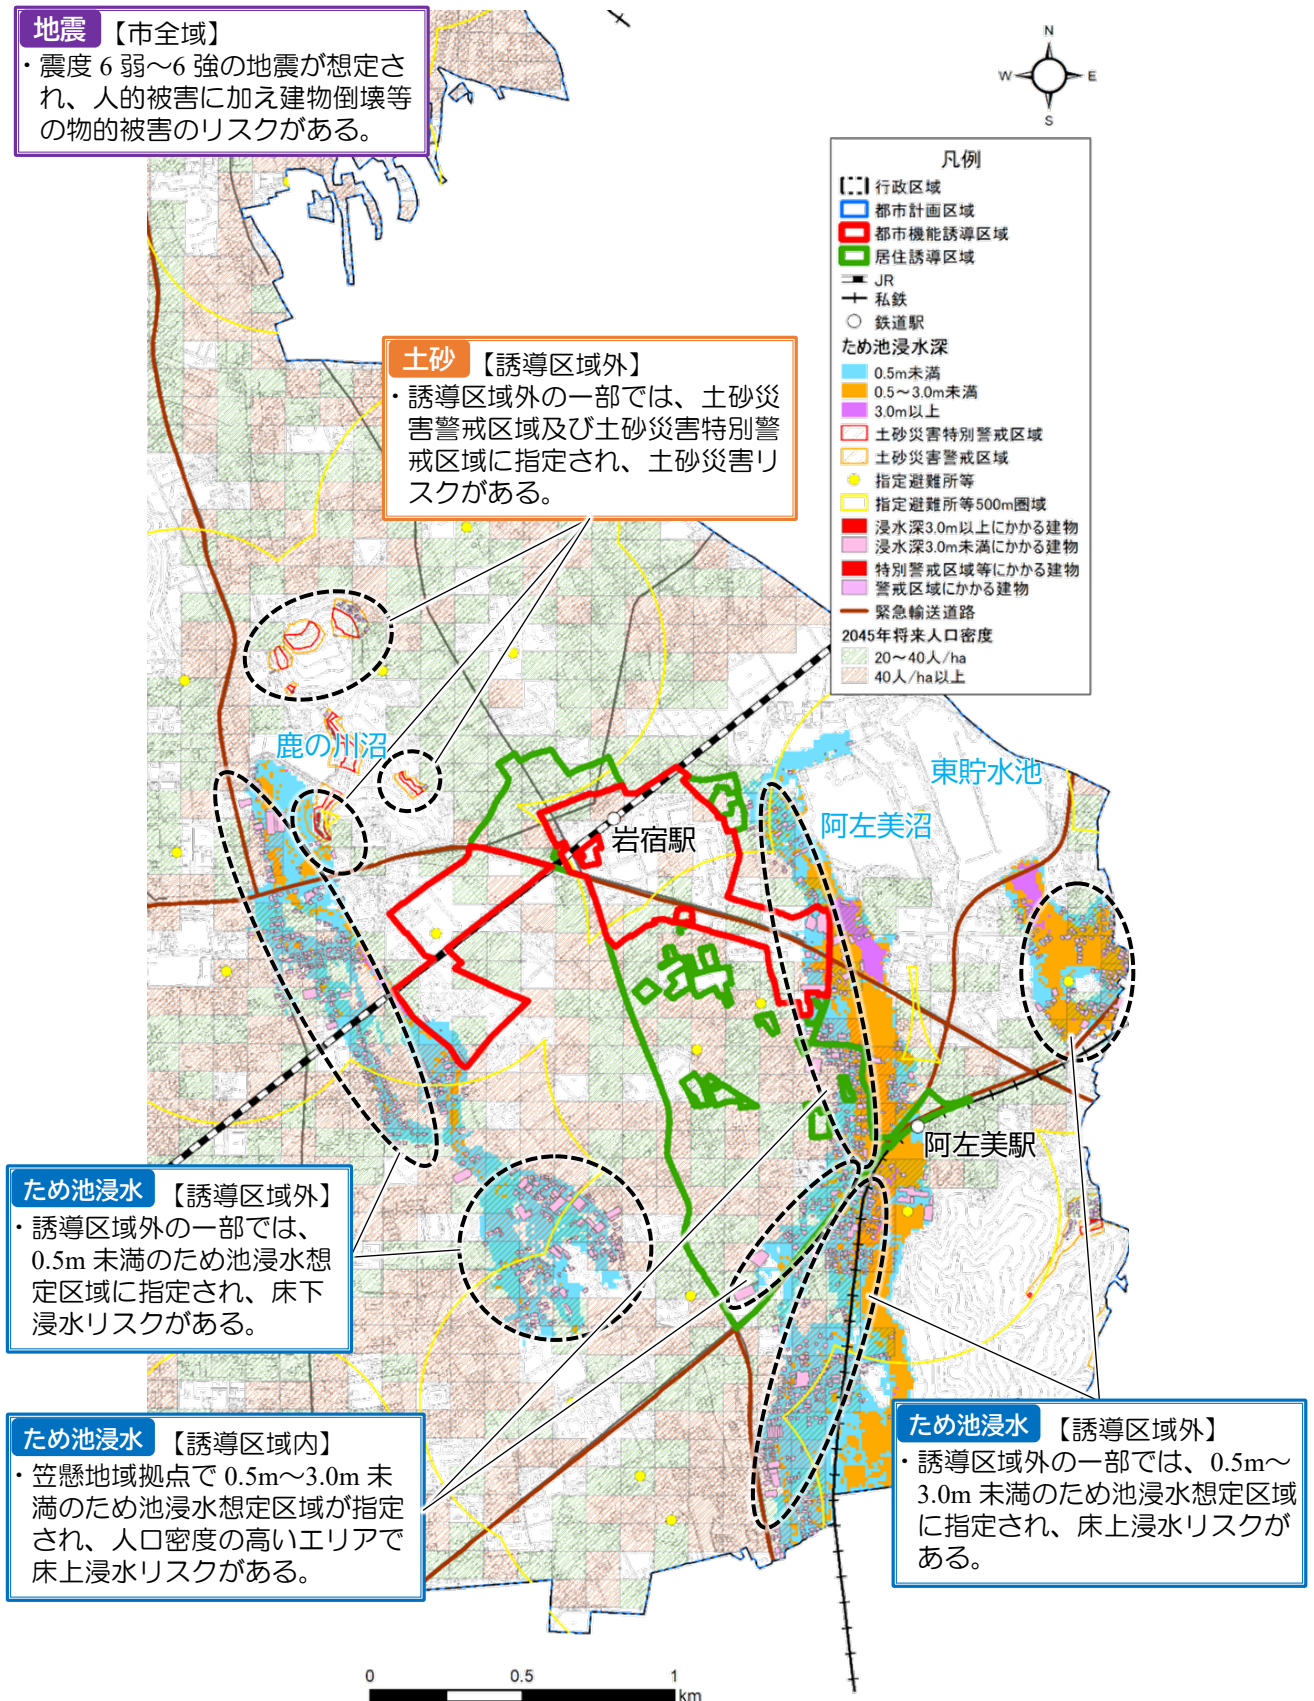 地震 【市全域】
・震度 6 弱～6 強の地震が想定さ
れ、人的被害に加え建物倒壊等
の物的被害のリスクがある。
N
W E
S
凡例
行政区域
都市計画区域
都市機能誘導区域
居住誘導区域
JR
私鉄
鉄道駅
ため池浸水深
0.5m未満
0.5～3.0m未満
3.0m以上
土砂災害特別警戒区域
土砂災害警戒区域
指定避難所等
指定避難所等500m圏域
浸水深3.0m以上にかかる建物
浸水深3.0m未満にかかる建物
特別警戒区域等にかかる建物
警戒区域にかかる建物
緊急輸送道路
2045年将来人口密度
20～40人/ha
40人/ha以上
土砂 【誘導区域外】
・誘導区域外の一部では、土砂災
害警戒区域及び土砂災害特別警
戒区域に指定され、土砂災害リ
スクがある。
鹿の川沼
東貯水池
阿左美沼
岩宿駅
阿左美駅
ため池浸水 【誘導区域外】
・誘導区域外の一部では、
0.5m 未満のため池浸水想
定区域に指定され、床下
浸水リスクがある。
ため池浸水 【誘導区域内】
・笠懸地域拠点で 0.5m～3.0m 未
満のため池浸水想定区域が指定
され、人口密度の高いエリアで
床上浸水リスクがある。
ため池浸水 【誘導区域外】
・誘導区域外の一部では、0.5m～
3.0m 未満のため池浸水想定区域
に指定され、床上浸水リスクが
ある。
0 0.5 1
km